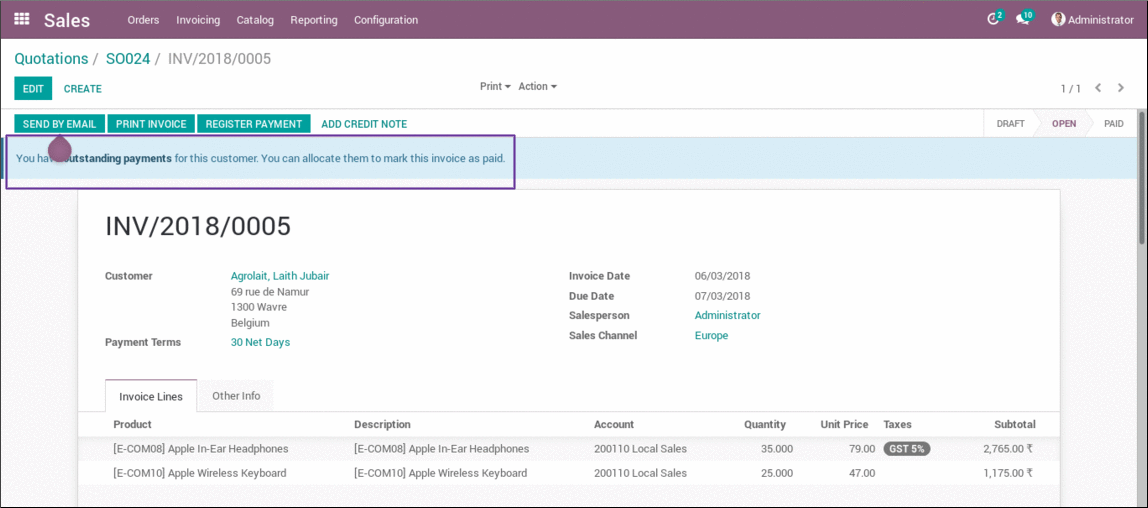 Sales Orders Invoicing Catalog Reporting Configuration 2 10 Administrator
Quotations / SO024 / INV/2018/0005
EDIT CREATE Print Action 1 / 1
SEND BY EMAIL PRINT INVOICE REGISTER PAYMENT ADD CREDIT NOTE DRAFT OPEN PAID
You have outstanding payments for this customer. You can allocate them to mark this invoice as paid.
INV/2018/0005
Customer Agrolait, Laith Jubair Invoice Date 06/03/2018
69 rue de Namur Due Date 07/03/2018
1300 Wavre Salesperson Administrator
Belgium Sales Channel Europe
Payment Terms 30 Net Days
Invoice Lines Other Info
Product Description Account Quantity Unit Price Taxes Subtotal
[E-COM08] Apple In-Ear Headphones [E-COM08] Apple In-Ear Headphones 200110 Local Sales 35.000 79.00 GST 5% 2,765.00 ₹
[E-COM10] Apple Wireless Keyboard [E-COM10] Apple Wireless Keyboard 200110 Local Sales 25.000 47.00 1,175.00 ₹